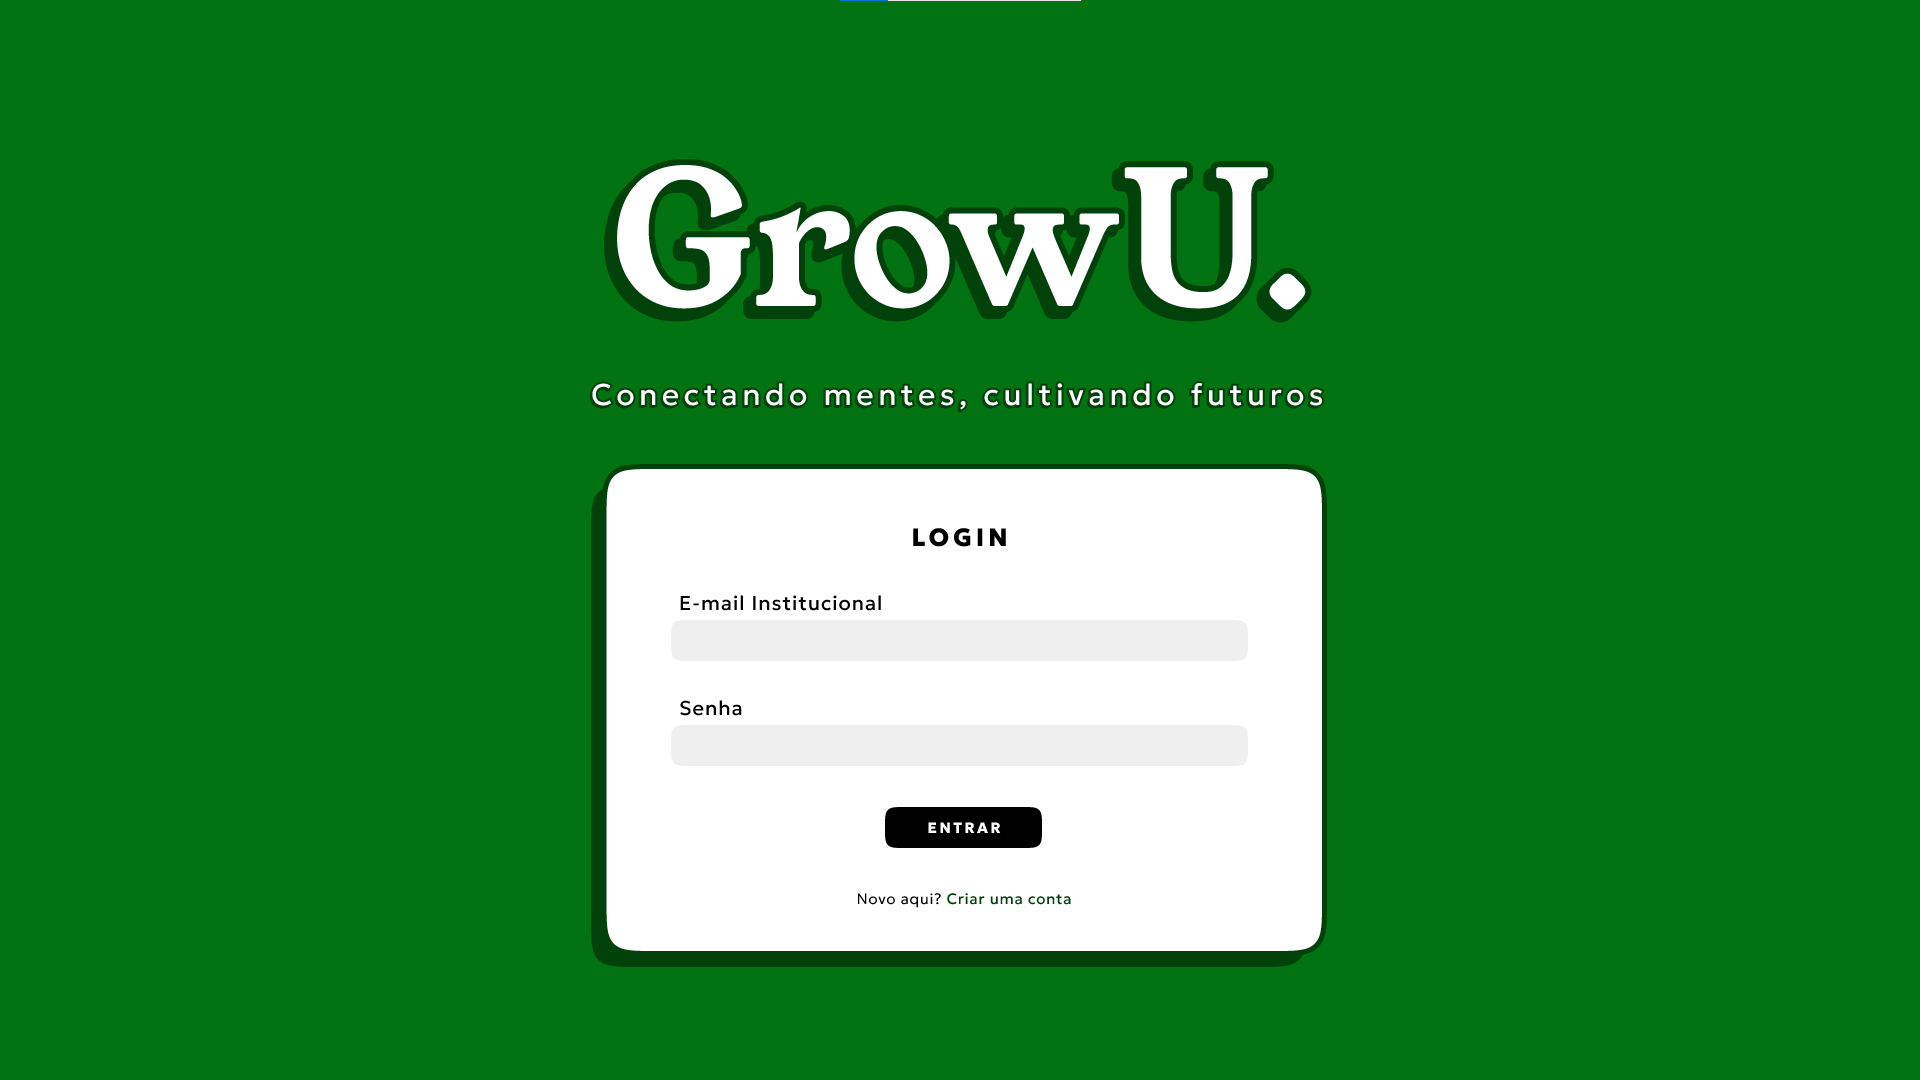 GrowU.
Conectando mentes, cultivando futuros
LOGIN
E-mail Institucional
Senha
ENTRAR
Novo aqui? Criar uma conta